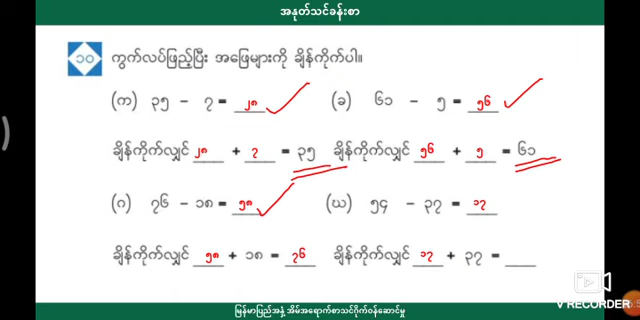 အနုတ်သင်ခန်းစာ
၁၀ ကွက်လပ်ဖြည့်ပြီး အဖြေများကို ချိန်ကိုက်ပါ။
(က) ၃၅ - ၇ = ၂၈ (ခ) ၆၁ - ၅ = ၅၆
ချိန်ကိုက်လျှင် ၂၈ + ၇ = ၃၅ ချိန်ကိုက်လျှင် ၅၆ + ၅ = ၆၁
(ဂ) ၇၆ - ၁၈ = ၅၈ (ဃ) ၅၄ - ၃၇ = ၁၇
ချိန်ကိုက်လျှင် ၅၈ + ၁၈ = ၇၆ ချိန်ကိုက်လျှင် ၁၇ + ၃၇ = ____
V RECORDER
မြန်မာပြည်အနှံ့ အိမ်အရောက်စာသင်ဝိုက်ဝန်ဆောင်မှု